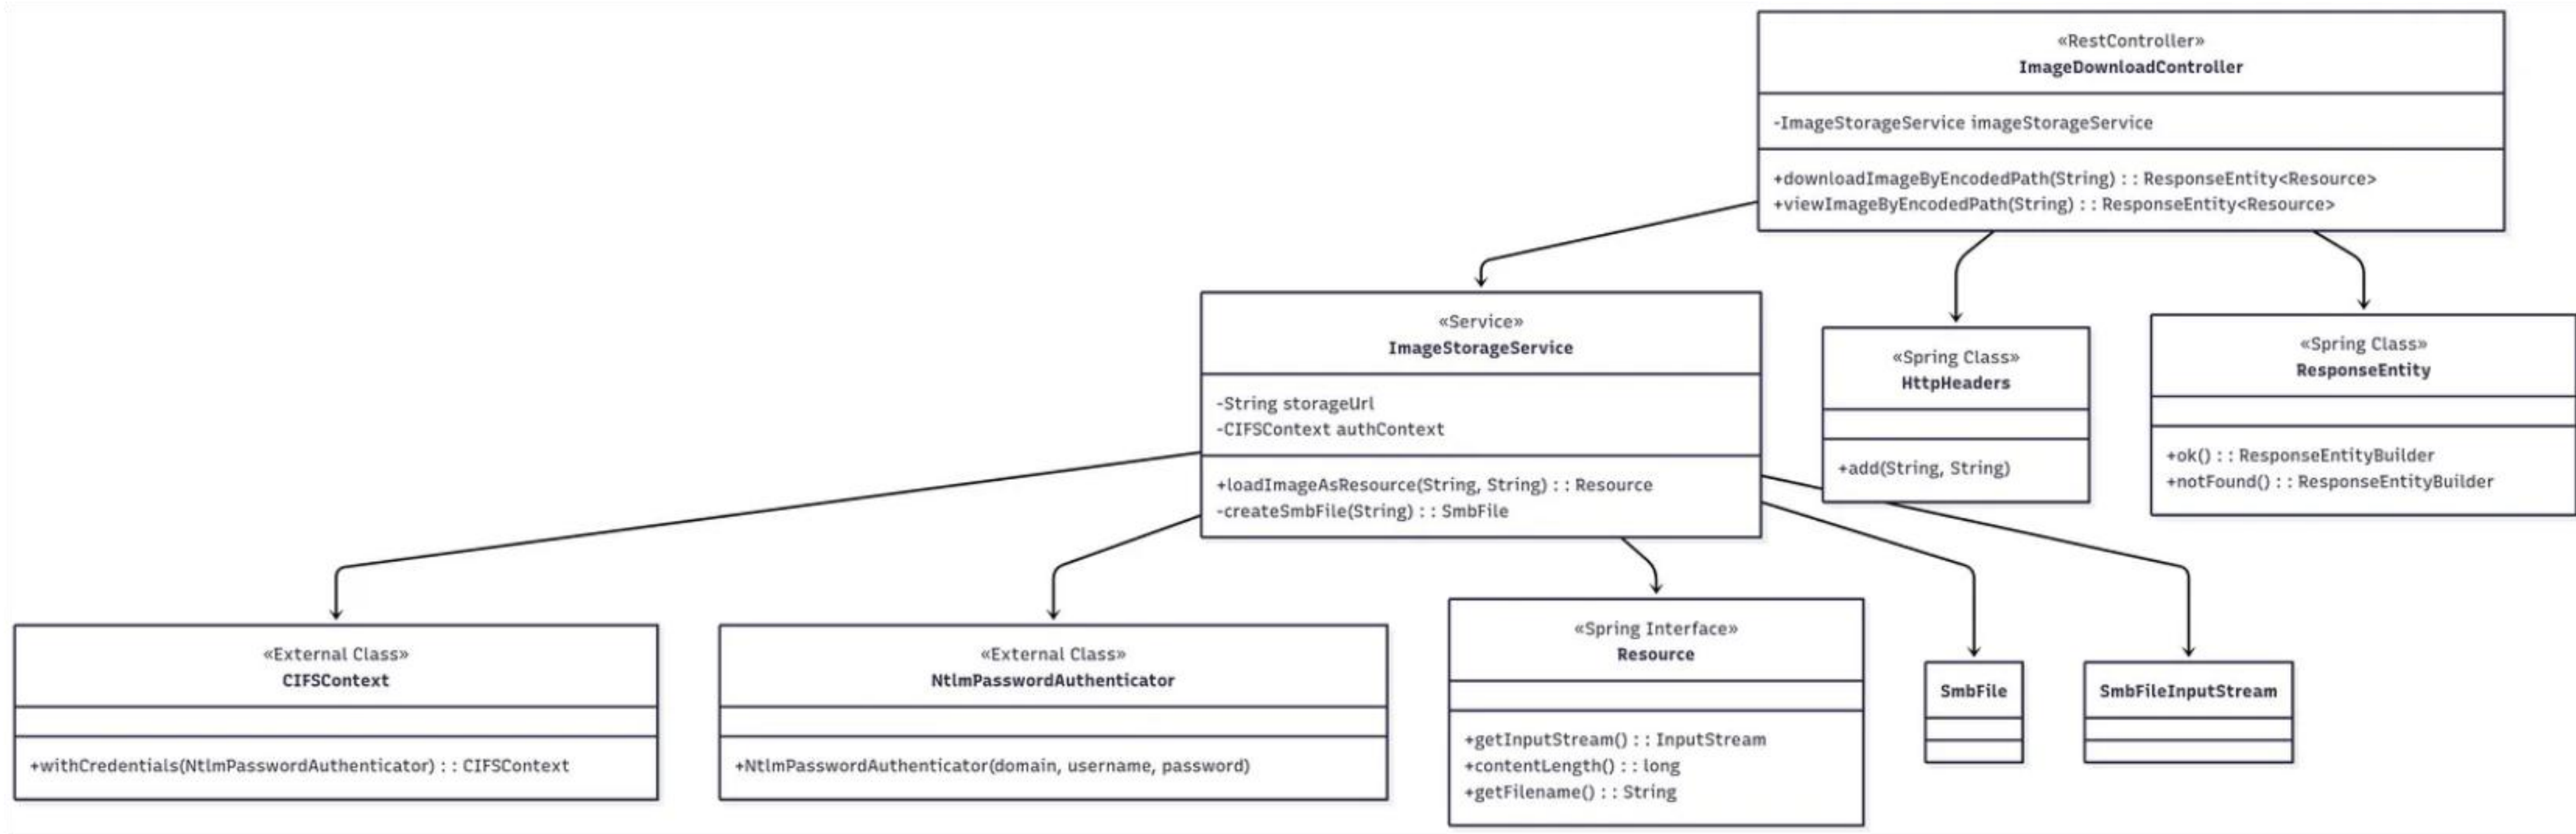 «RestController»
ImageDownloadController
-ImageStorageService imageStorageService
+downloadImageByEncodedPath(String) : : ResponseEntity<Resource>
+viewImageByEncodedPath(String) : : ResponseEntity<Resource>
«Service»
ImageStorageService
-String storageUrl
-CIFSContext authContext
+loadImageAsResource(String, String) : : Resource
-createSmbFile(String) : : SmbFile
«Spring Class»
HttpHeaders
+add(String, String)
«Spring Class»
ResponseEntity
+ok() : : ResponseEntityBuilder
+notFound() : : ResponseEntityBuilder
«External Class»
CIFSContext
+withCredentials(NtlmPasswordAuthenticator) : : CIFSContext
«External Class»
NtlmPasswordAuthenticator
+NtlmPasswordAuthenticator(domain, username, password)
«Spring Interface»
Resource
+getInputStream() : : InputStream
+contentLength() : : long
+getFilename() : : String
SmbFile
SmbFileInputStream